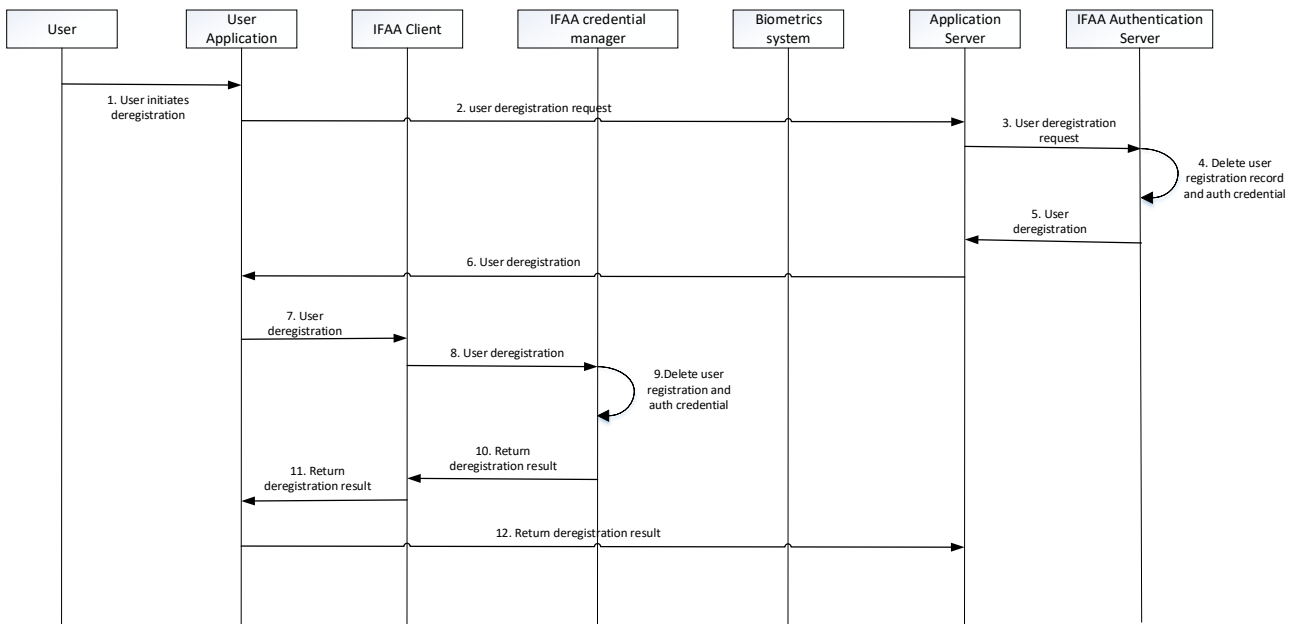 User
User
Application
IFAA Client
IFAA credential
manager
Biometrics
system
Application
Server
IFAA Authentication
Server
1. User initiates
deregistration
2. user deregistration request
3. User deregistration
request
4. Delete user
registration record
and auth credential
5. User
deregistration
6. User deregistration
7. User
deregistration
8. User deregistration
9.Delete user
registration and
auth credential
10. Return
deregistration result
11. Return
deregistration result
12. Return deregistration result